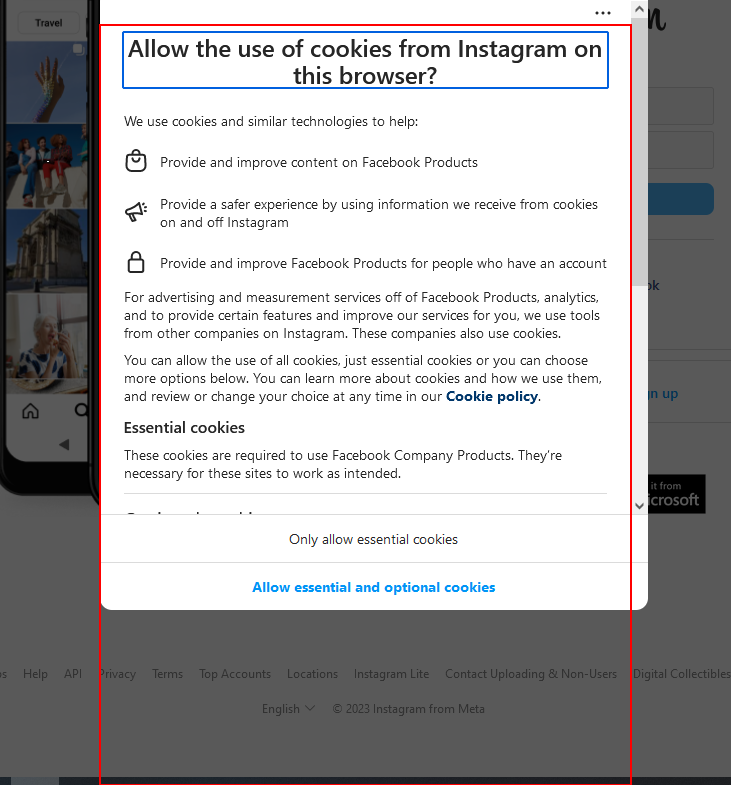 Travel
Allow the use of cookies from Instagram on
this browser?
We use cookies and similar technologies to help:
Provide and improve content on Facebook Products
Provide a safer experience by using information we receive from cookies
on and off Instagram
Provide and improve Facebook Products for people who have an account
For advertising and measurement services off of Facebook Products, analytics,
and to provide certain features and improve our services for you, we use tools
from other companies on Instagram. These companies also use cookies.
You can allow the use of all cookies, just essential cookies or you can choose
more options below. You can learn more about cookies and how we use them,
and review or change your choice at any time in our Cookie policy.
Essential cookies
These cookies are required to use Facebook Company Products. They're
necessary for these sites to work as intended.
Only allow essential cookies
Allow essential and optional cookies
up
it from
Help API Privacy Terms Top Accounts Locations Instagram Lite Contact Uploading & Non-Users Digital Collectibles
English © 2023 Instagram from Meta